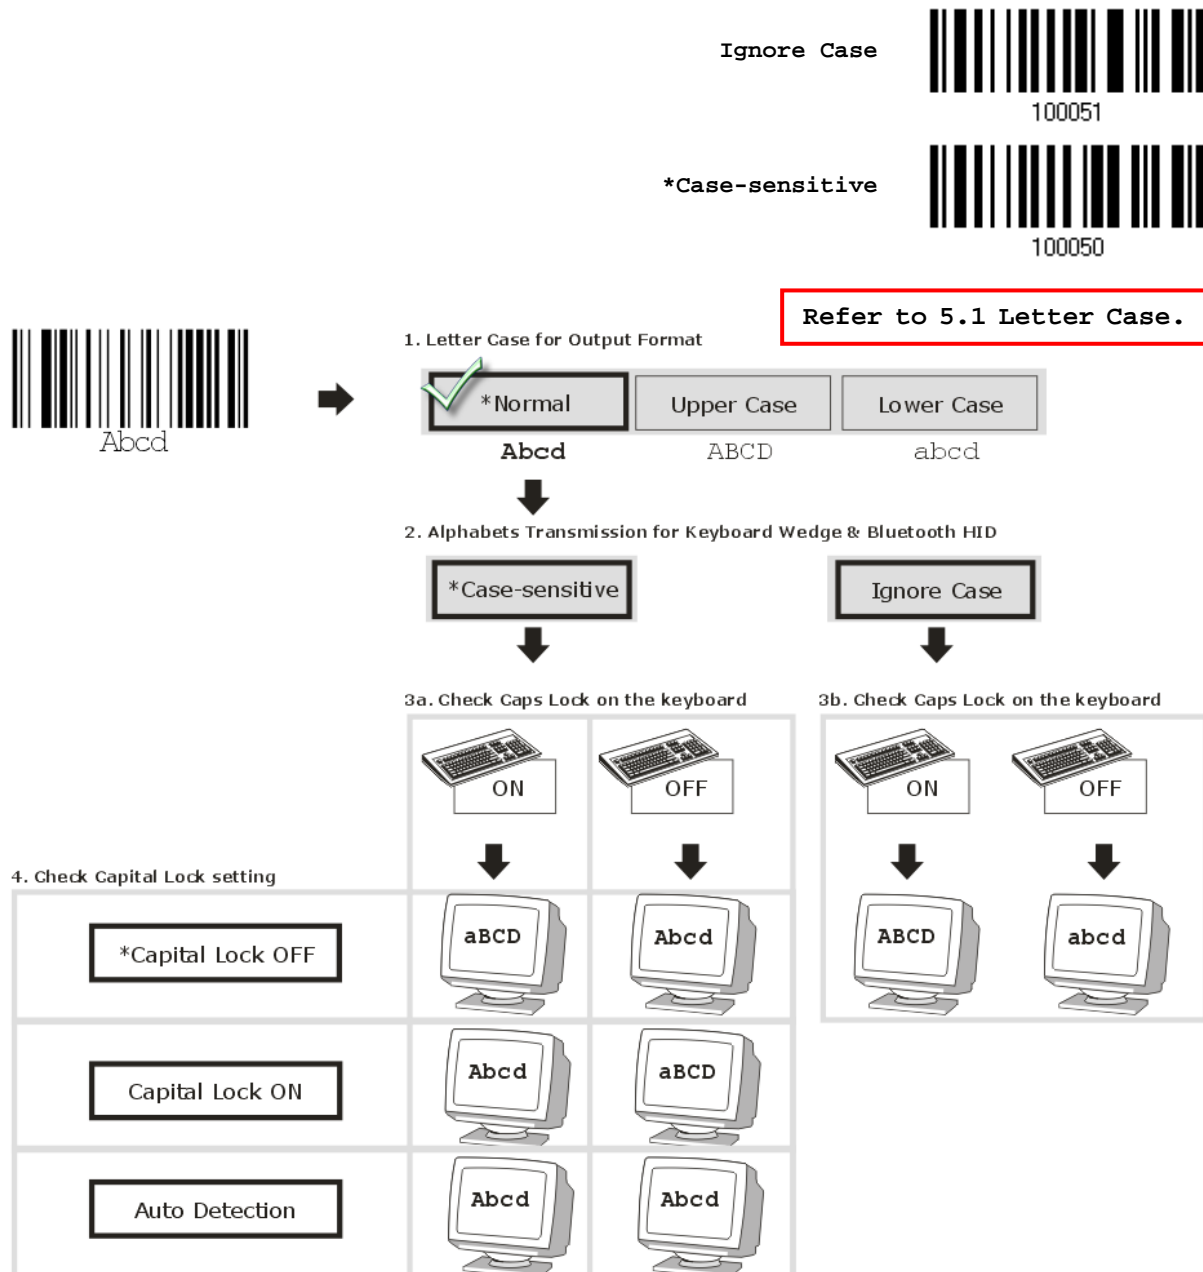 Ignore Case
100051
*Case-sensitive
100050
Refer to 5.1 Letter Case.
Abcd
1. Letter Case for Output Format
*Normal Upper Case Lower Case
Abcd ABCD abcd
2. Alphabets Transmission for Keyboard Wedge & Bluetooth HID
*Case-sensitive Ignore Case
3a. Check Caps Lock on the keyboard 3b. Check Caps Lock on the keyboard
ON OFF ON OFF
4. Check Capital Lock setting
*Capital Lock OFF aBCD Abcd ABCD abcd
Capital Lock ON Abcd aBCD
Auto Detection Abcd Abcd